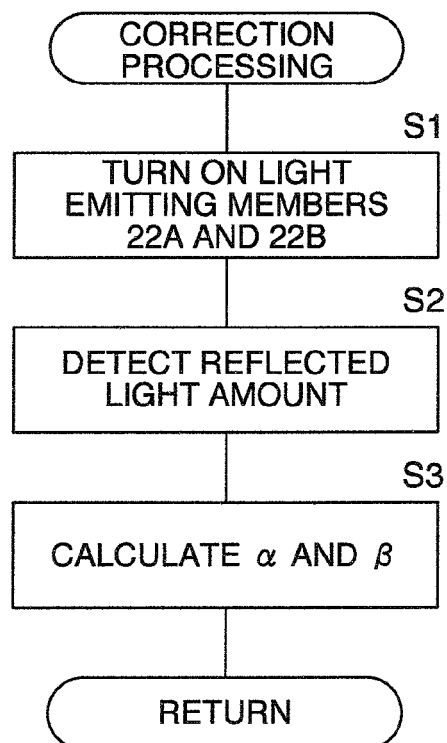 CORRECTION
PROCESSING
S1
TURN ON LIGHT
EMITTING MEMBERS
22A AND 22B
S2
DETECT REFLECTED
LIGHT AMOUNT
S3
CALCULATE α AND β
RETURN